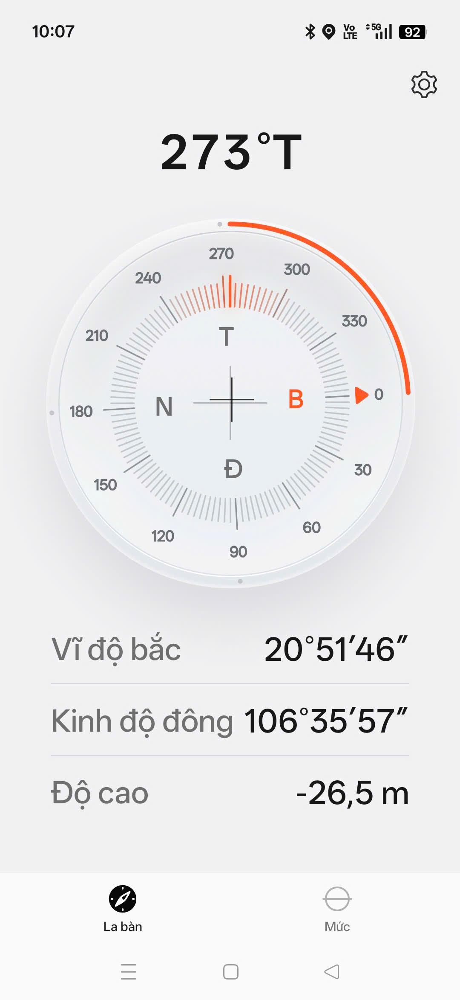 10:07 Vo LTE 5G 92
273°T
270
240 300
210 330
T
N B 0
180
Đ
150 30
120 60
90
Vĩ độ bắc 20°51′46″
Kinh độ đông 106°35′57″
Độ cao -26,5 m
La bàn Mức